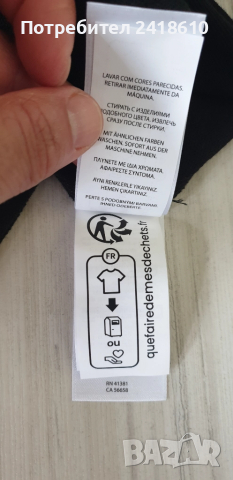 Потребител 2418610
LAVAR COM CORES PARECIDAS.
RETIRAR IMEDIATAMENTE DA
MÁQUINA.
СТИРАТЬ С ИЗДЕЛИЯМИ
ПОДОБНОГО ЦВЕТА. ИЗВЛЕЧЬ
СРАЗУ ПОСЛЕ СТИРКИ.
MIT ÄHNLICHEN FARBEN
WASCHEN, SOFORT AUS DER
MASCHINE NEHMEN.
ΠΛΥΝΕΤΕ ΜΕ ΙΔΙΑ ΧΡΩΜΑΤΑ.
ΑΦΑΙΡΕΣΤΕ ΣΥΝΤΟΜΑ.
AYNI RENKLERLE YIKAYINIZ.
HEMEN ÇIKARTINIZ.
quefairedemesdechets.fr
FR
ou
RN 41381
CA 56858
BAZAR.bg